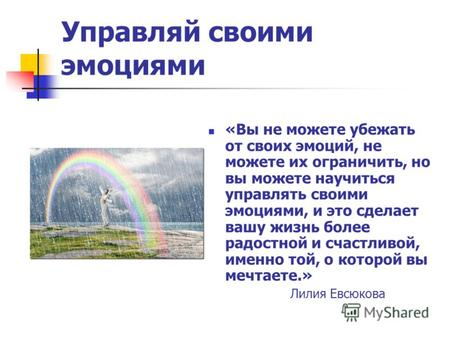 Управляй своими
эмоциями
«Вы не можете убежать
от своих эмоций, не
можете их ограничить, но
вы можете научиться
управлять своими
эмоциями, и это сделает
вашу жизнь более
радостной и счастливой,
именно той, о которой вы
мечтаете.»
Лилия Евсюкова
MyShared